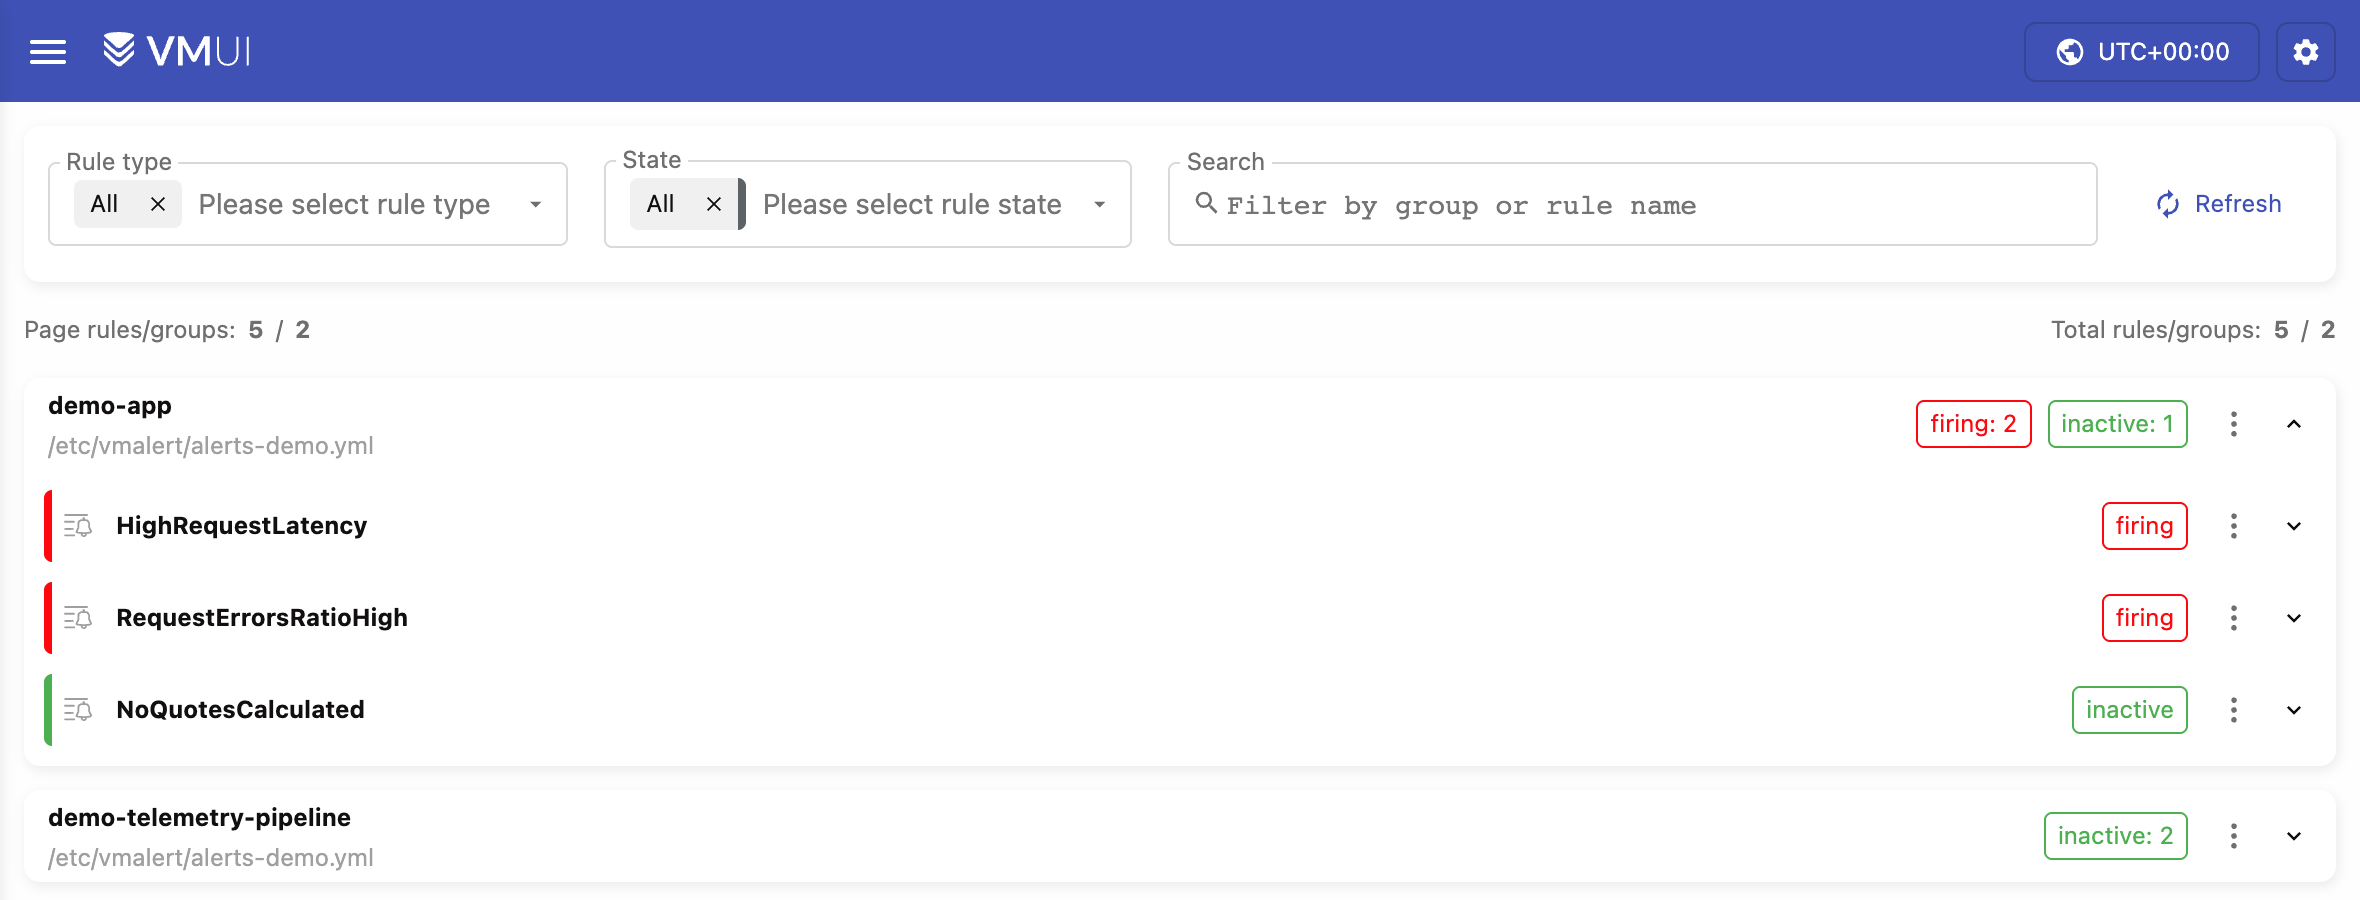 VMUI
UTC+00:00
Rule type
All
Please select rule type
State
All
Please select rule state
Search
Filter by group or rule name
Refresh
Page rules/groups: 5 / 2
Total rules/groups: 5 / 2
demo-app
/etc/vmalert/alerts-demo.yml
firing: 2
inactive: 1
HighRequestLatency
firing
RequestErrorsRatioHigh
firing
NoQuotesCalculated
inactive
demo-telemetry-pipeline
/etc/vmalert/alerts-demo.yml
inactive: 2